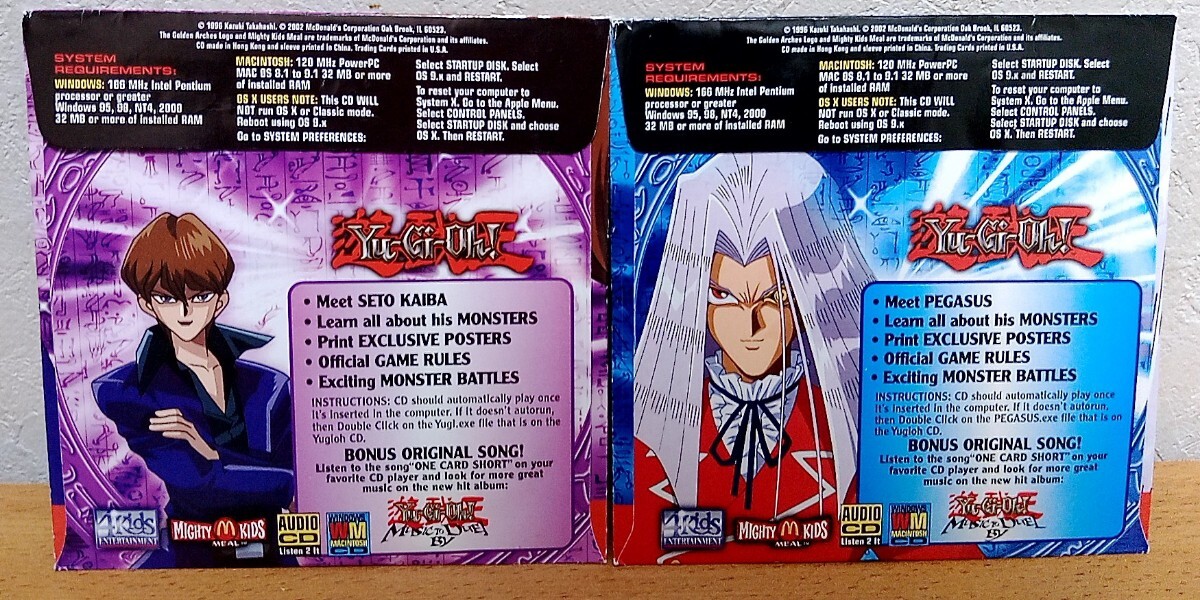 © 1996 Kazuki Takahashi. © 2002 McDonald's Corporation Oak Brook, IL 60523.
The Golden Arches Logo and Mighty Kids Meal are trademarks of McDonald's Corporation and its affiliates.
CD made in Hong Kong and sleeve printed in China. Trading Cards printed in U.S.A.
SYSTEM
REQUIREMENTS:
WINDOWS: 166 MHz Intel Pentium
processor or greater
Windows 95, 98, NT4, 2000
32 MB or more of installed RAM
MACINTOSH: 120 MHz PowerPC
MAC OS 8.1 to 9.1 32 MB or more
of installed RAM
OS X USERS NOTE: This CD WILL
NOT run OS X or Classic mode.
Reboot using OS 9.x
Go to SYSTEM PREFERENCES:
Select STARTUP DISK. Select
OS 9.x and RESTART.
To reset your computer to
System X. Go to the Apple Menu.
Select CONTROL PANELS.
Select STARTUP DISK and choose
OS X. Then RESTART.
Yu-Gi-Oh!
• Meet SETO KAIBA
• Learn all about his MONSTERS
• Print EXCLUSIVE POSTERS
• Official GAME RULES
• Exciting MONSTER BATTLES
INSTRUCTIONS: CD should automatically play once
it's inserted in the computer. If it doesn't autorun,
then Double Click on the Yugi.exe file that is on the
Yugioh CD.
BONUS ORIGINAL SONG!
Listen to the song "ONE CARD SHORT" on your
favorite CD player and look for more great
music on the new hit album:
Yu-Gi-Oh!
MUSIC TO DUEL
BY
4Kids
ENTERTAINMENT
MIGHTY KIDS
MEAL™
AUDIO
CD
Listen 2 It
WINDOWS
WM
MACINTOSH
CD
© 1996 Kazuki Takahashi. © 2002 McDonald's Corporation Oak Brook, IL 60523.
The Golden Arches Logo and Mighty Kids Meal are trademarks of McDonald's Corporation and its affiliates.
CD made in Hong Kong and sleeve printed in China. Trading Cards printed in U.S.A.
SYSTEM
REQUIREMENTS:
WINDOWS: 166 MHz Intel Pentium
processor or greater
Windows 95, 98, NT4, 2000
32 MB or more of installed RAM
MACINTOSH: 120 MHz PowerPC
MAC OS 8.1 to 9.1 32 MB or more
of installed RAM
OS X USERS NOTE: This CD WILL
NOT run OS X or Classic mode.
Reboot using OS 9.x
Go to SYSTEM PREFERENCES:
Select STARTUP DISK. Select
OS 9.x and RESTART.
To reset your computer to
System X. Go to the Apple Menu.
Select CONTROL PANELS.
Select STARTUP DISK and choose
OS X. Then RESTART.
Yu-Gi-Oh!
• Meet PEGASUS
• Learn all about his MONSTERS
• Print EXCLUSIVE POSTERS
• Official GAME RULES
• Exciting MONSTER BATTLES
INSTRUCTIONS: CD should automatically play once
it's inserted in the computer. If it doesn't autorun,
then Double Click on the PEGASUS.exe file that is on
the Yugioh CD.
BONUS ORIGINAL SONG!
Listen to the song "ONE CARD SHORT" on your
favorite CD player and look for more great
music on the new hit album:
Yu-Gi-Oh!
MUSIC TO DUEL
BY
4Kids
ENTERTAINMENT
MIGHTY KIDS
MEAL™
AUDIO
CD
Listen 2 It
WINDOWS
WM
MACINTOSH
CD